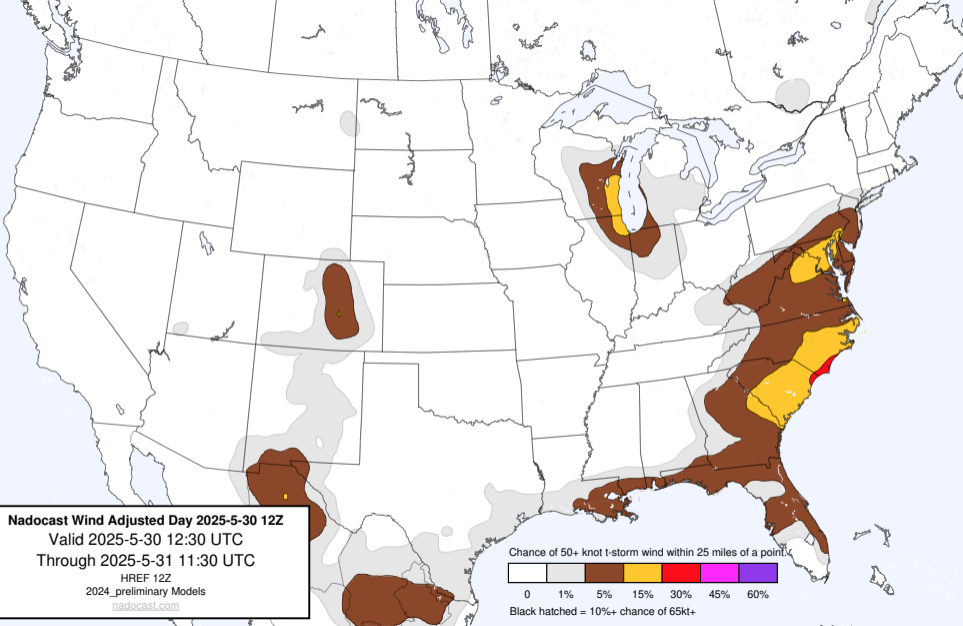 Nadocast Wind Adjusted Day 2025-5-30 12Z
Valid 2025-5-30 12:30 UTC
Through 2025-5-31 11:30 UTC
HREF 12Z
2024_preliminary Models
nadocast.com
Chance of 50+ knot t-storm wind within 25 miles of a point.
0 1% 5% 15% 30% 45% 60%
Black hatched = 10%+ chance of 65kt+